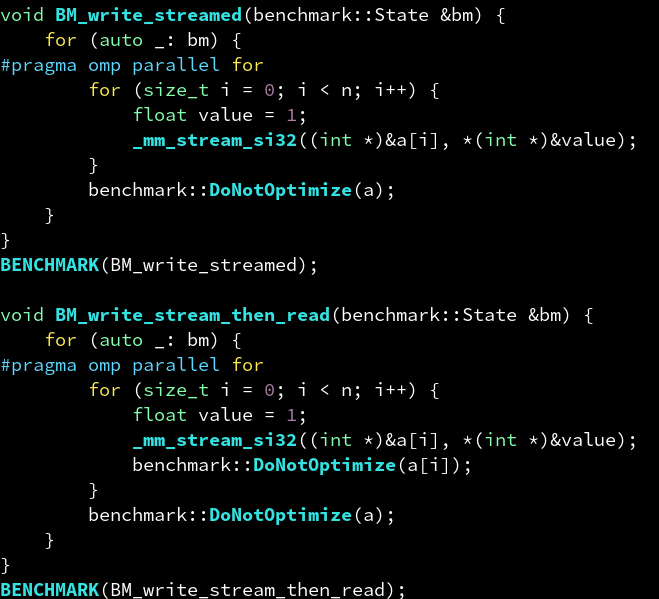 void BM_write_streamed(benchmark::State &bm) {
    for (auto _: bm) {
#pragma omp parallel for
        for (size_t i = 0; i < n; i++) {
            float value = 1;
            _mm_stream_si32((int *)&a[i], *(int *)&value);
        }
        benchmark::DoNotOptimize(a);
    }
}
BENCHMARK(BM_write_streamed);

void BM_write_stream_then_read(benchmark::State &bm) {
    for (auto _: bm) {
#pragma omp parallel for
        for (size_t i = 0; i < n; i++) {
            float value = 1;
            _mm_stream_si32((int *)&a[i], *(int *)&value);
            benchmark::DoNotOptimize(a[i]);
        }
        benchmark::DoNotOptimize(a);
    }
}
BENCHMARK(BM_write_stream_then_read);